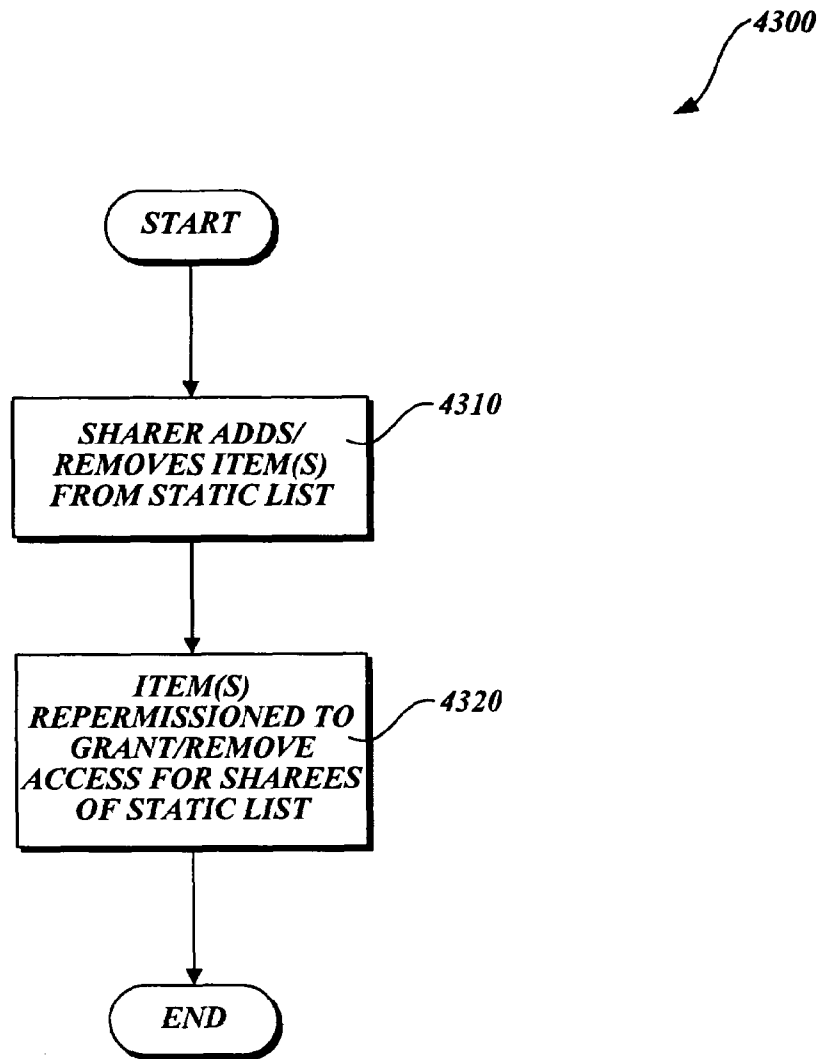 4300
START
SHARER ADDS/
REMOVES ITEM(S)
FROM STATIC LIST
4310
ITEM(S)
REPERMISSIONED TO
GRANT/REMOVE
ACCESS FOR SHAREES
OF STATIC LIST
4320
END